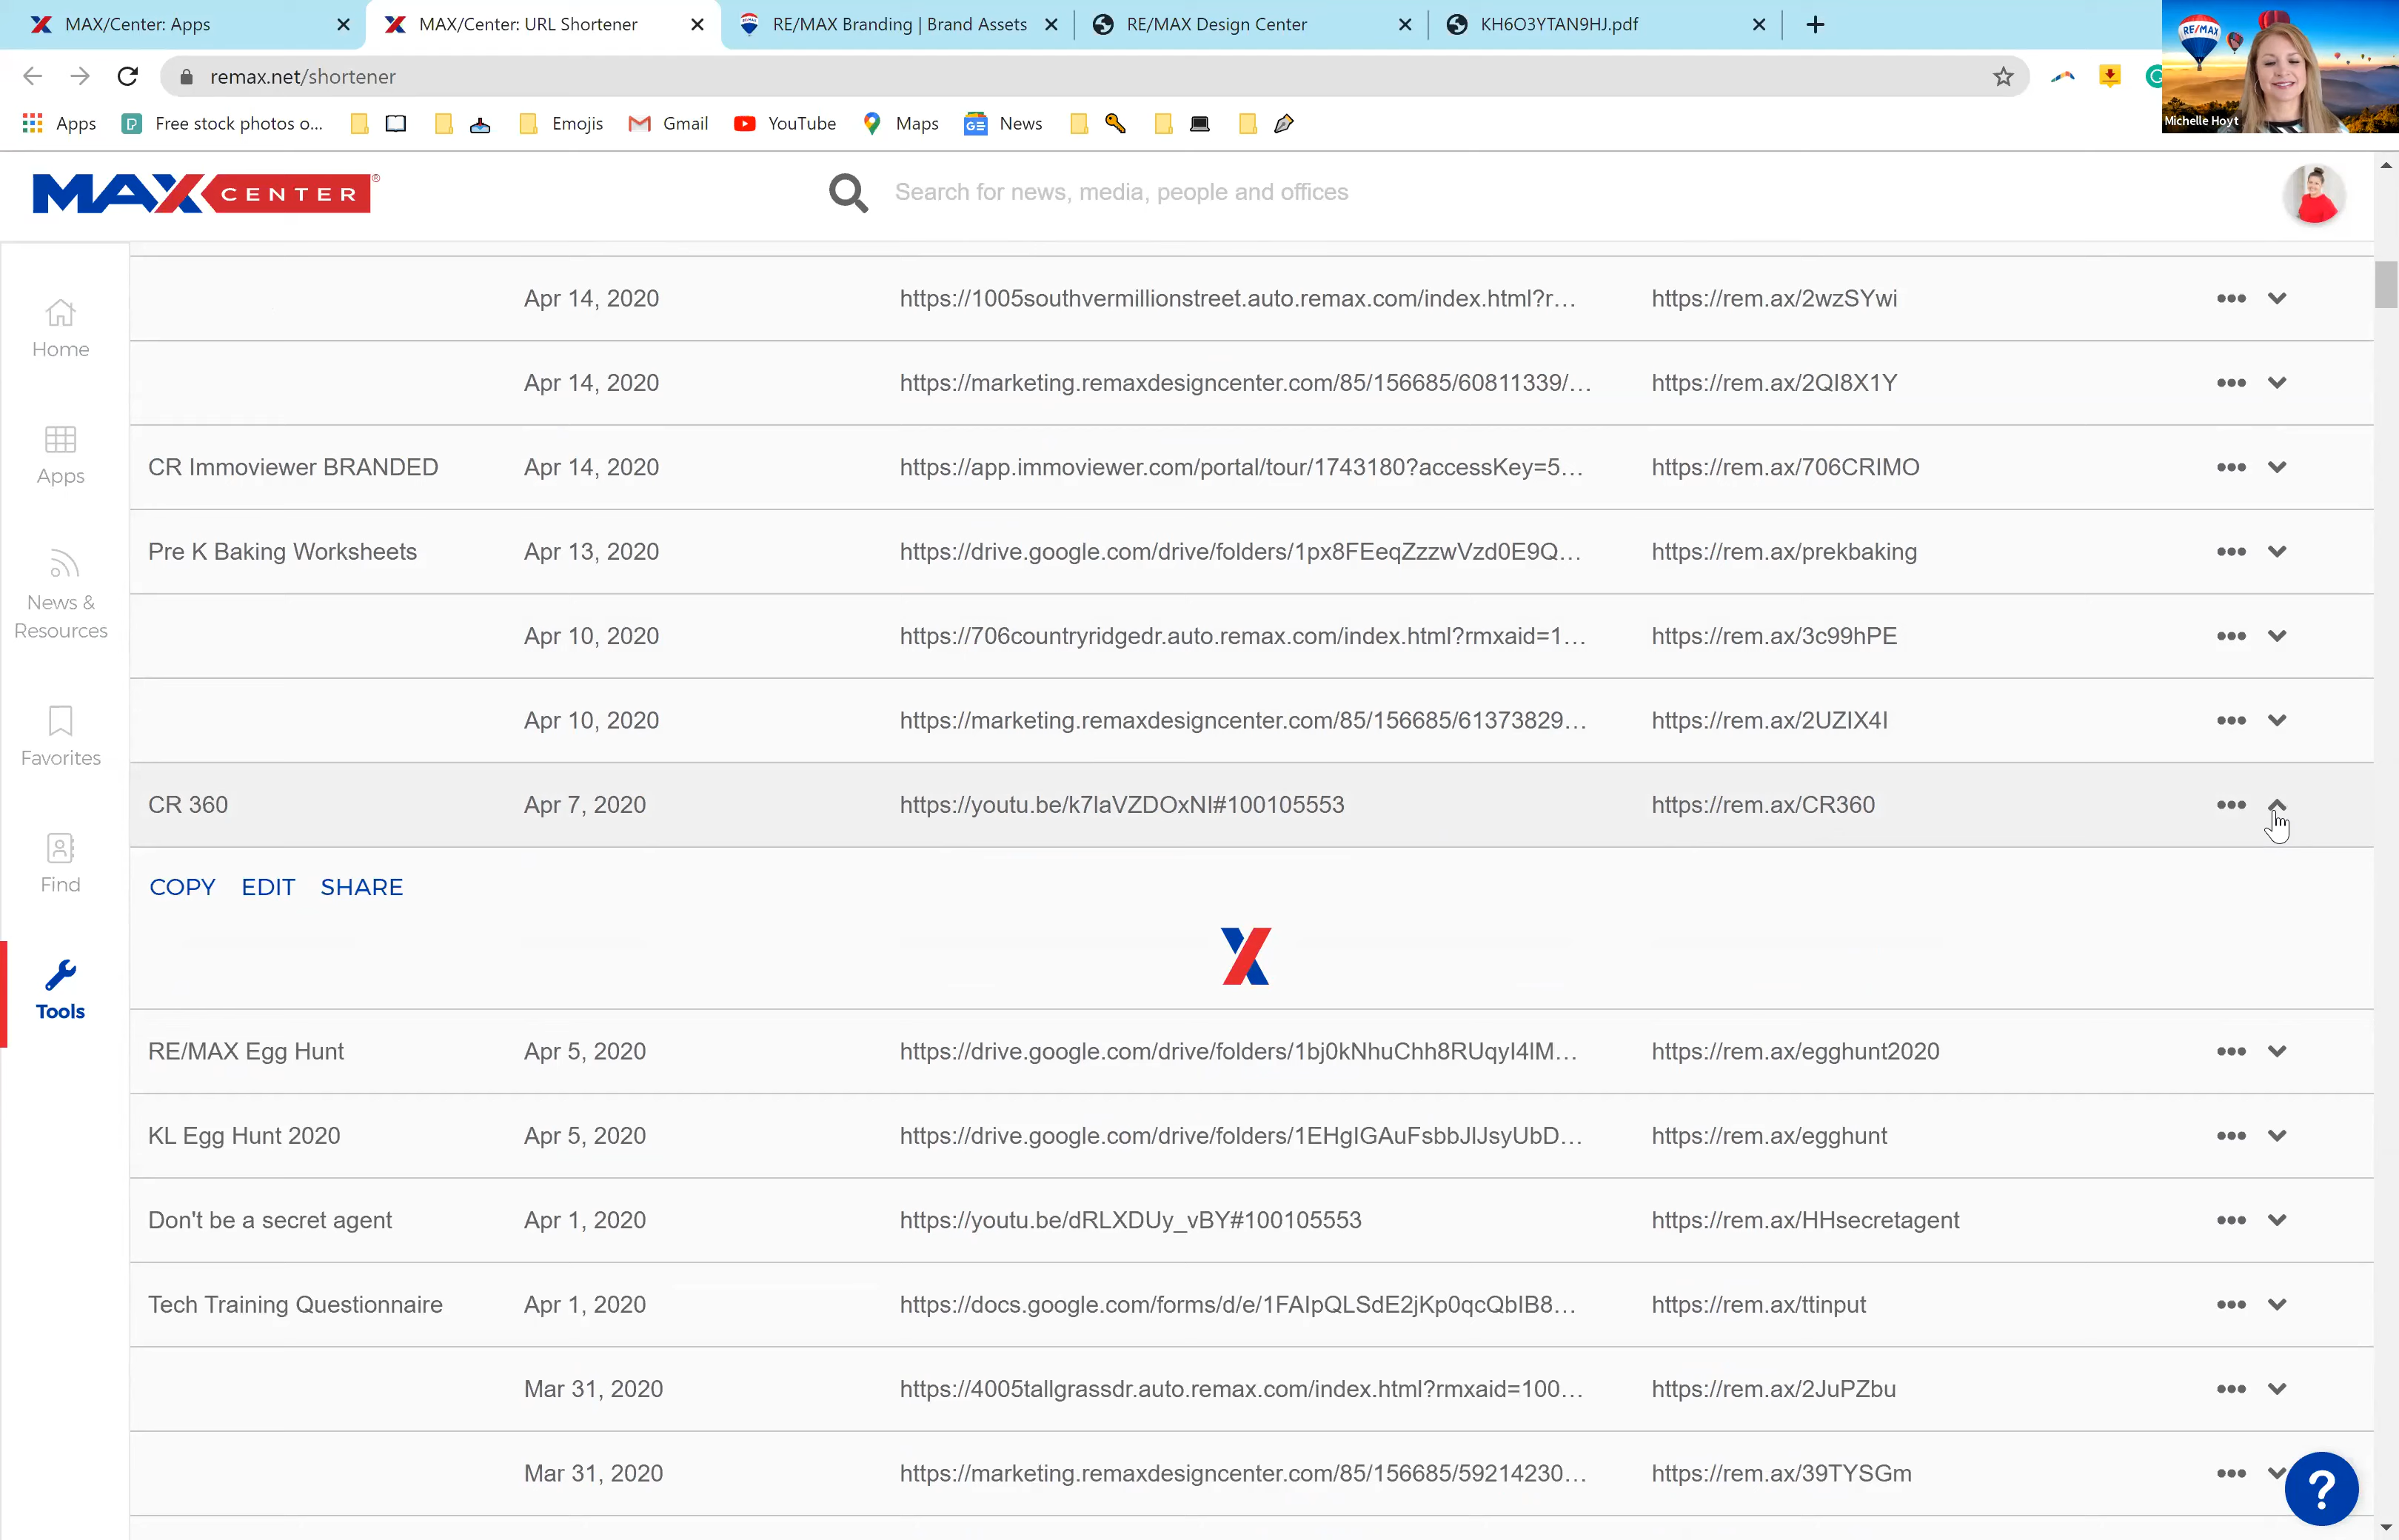 MAX/Center: Apps
MAX/Center: URL Shortener
RE/MAX Branding | Brand Assets
RE/MAX Design Center
KH6O3YTAN9HJ.pdf
remax.net/shortener
Apps
Free stock photos o...
Emojis
Gmail
YouTube
Maps
News
RE/MAX
Michelle Hoyt
MAX CENTER®
Search for news, media, people and offices
Home
Apps
News &
Resources
Favorites
Find
Tools
Apr 14, 2020 https://1005southvermillionstreet.auto.remax.com/index.html?r... https://rem.ax/2wzSYwi
Apr 14, 2020 https://marketing.remaxdesigncenter.com/85/156685/60811339/... https://rem.ax/2QI8X1Y
CR Immoviewer BRANDED Apr 14, 2020 https://app.immoviewer.com/portal/tour/1743180?accessKey=5... https://rem.ax/706CRIMO
Pre K Baking Worksheets Apr 13, 2020 https://drive.google.com/drive/folders/1px8FEeqZzzwVzd0E9Q... https://rem.ax/prekbaking
Apr 10, 2020 https://706countryridgedr.auto.remax.com/index.html?rmxaid=1... https://rem.ax/3c99hPE
Apr 10, 2020 https://marketing.remaxdesigncenter.com/85/156685/61373829... https://rem.ax/2UZIX4I
CR 360 Apr 7, 2020 https://youtu.be/k7laVZDOxNI#100105553 https://rem.ax/CR360
COPY EDIT SHARE
RE/MAX Egg Hunt Apr 5, 2020 https://drive.google.com/drive/folders/1bj0kNhuChh8RUqyI4IM... https://rem.ax/egghunt2020
KL Egg Hunt 2020 Apr 5, 2020 https://drive.google.com/drive/folders/1EHgIGAuFsbbJIJsyUbD... https://rem.ax/egghunt
Don't be a secret agent Apr 1, 2020 https://youtu.be/dRLXDUy_vBY#100105553 https://rem.ax/HHsecretagent
Tech Training Questionnaire Apr 1, 2020 https://docs.google.com/forms/d/e/1FAIpQLSdE2jKp0qcQbIB8... https://rem.ax/ttinput
Mar 31, 2020 https://4005tallgrassdr.auto.remax.com/index.html?rmxaid=100... https://rem.ax/2JuPZbu
Mar 31, 2020 https://marketing.remaxdesigncenter.com/85/156685/59214230... https://rem.ax/39TYSGm